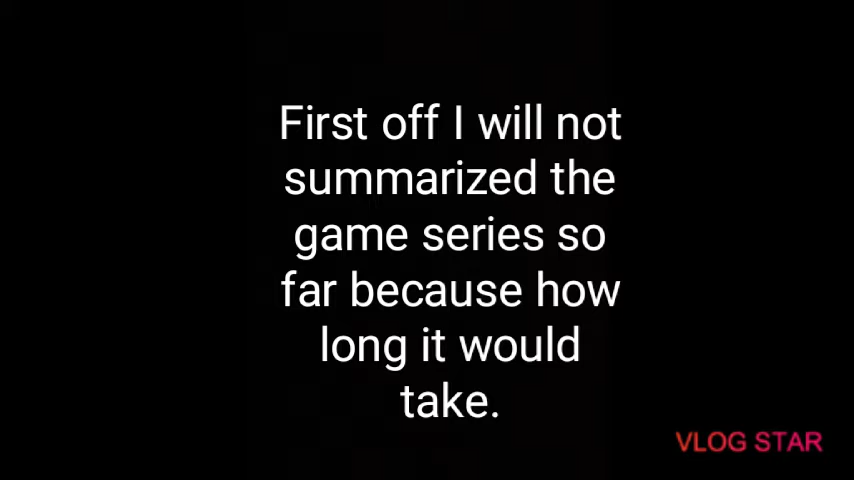 First off I will not
summarized the
game series so
far because how
long it would
take.
VLOG STAR